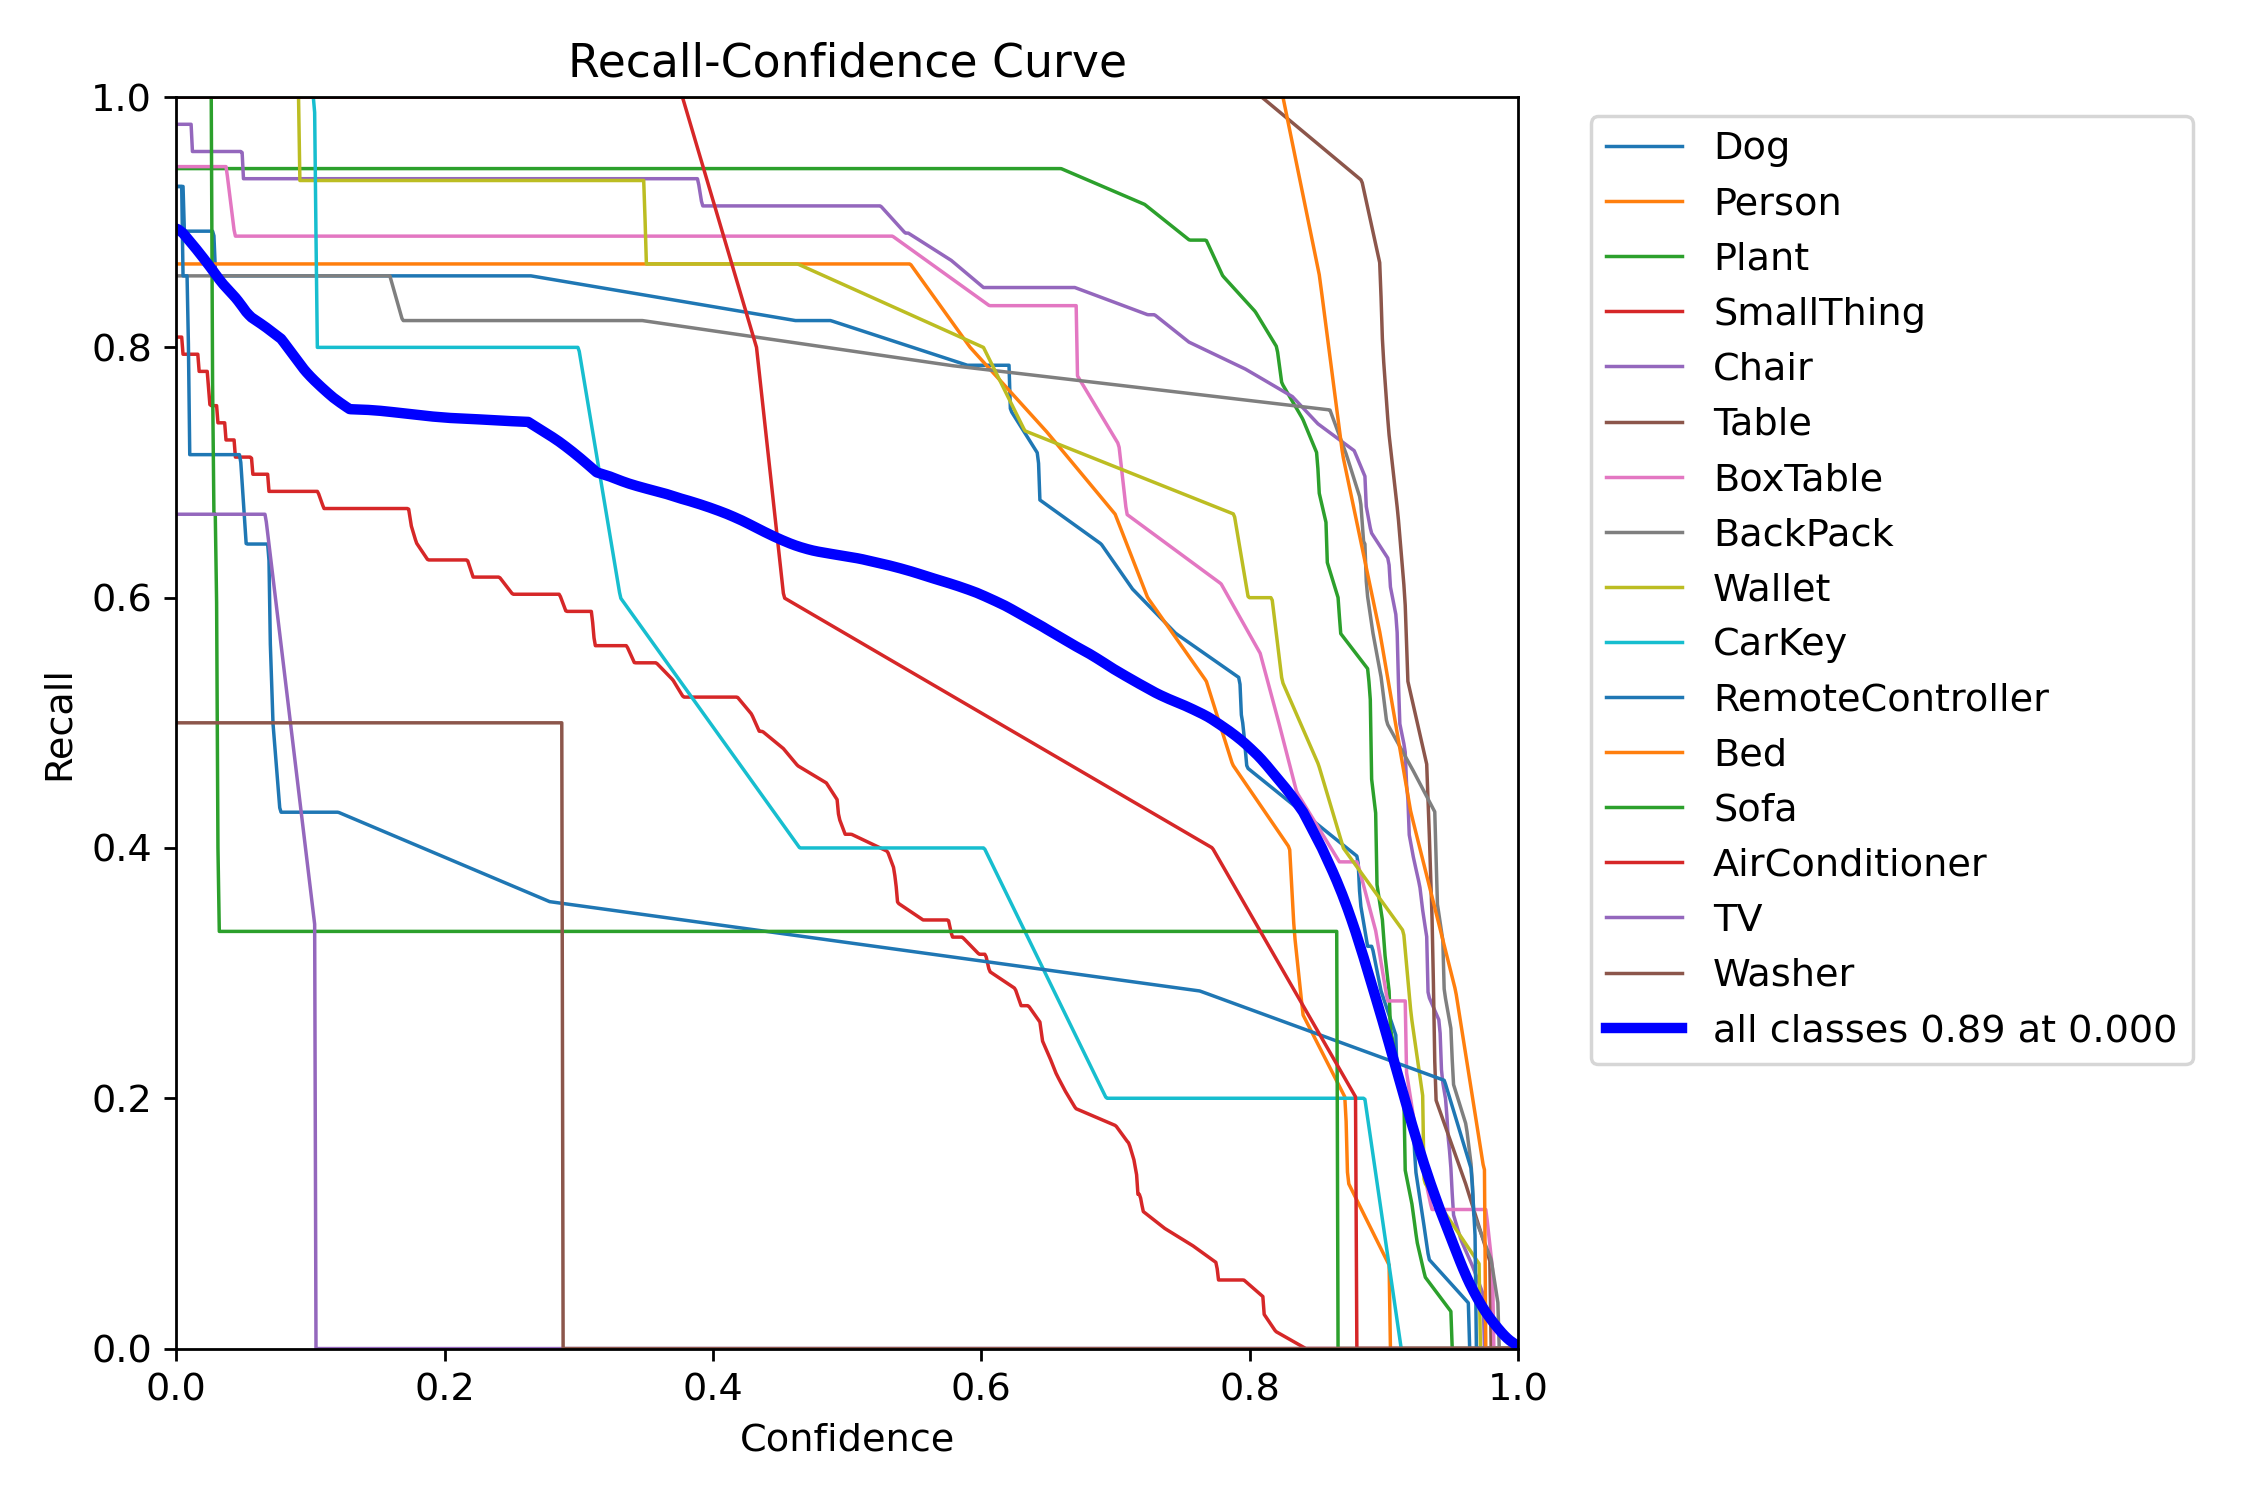 Recall-Confidence Curve
1.0
0.8
0.6
0.4
0.2
0.0
Recall
0.0 0.2 0.4 0.6 0.8 1.0
Confidence
Dog
Person
Plant
SmallThing
Chair
Table
BoxTable
BackPack
Wallet
CarKey
RemoteController
Bed
Sofa
AirConditioner
TV
Washer
all classes 0.89 at 0.000